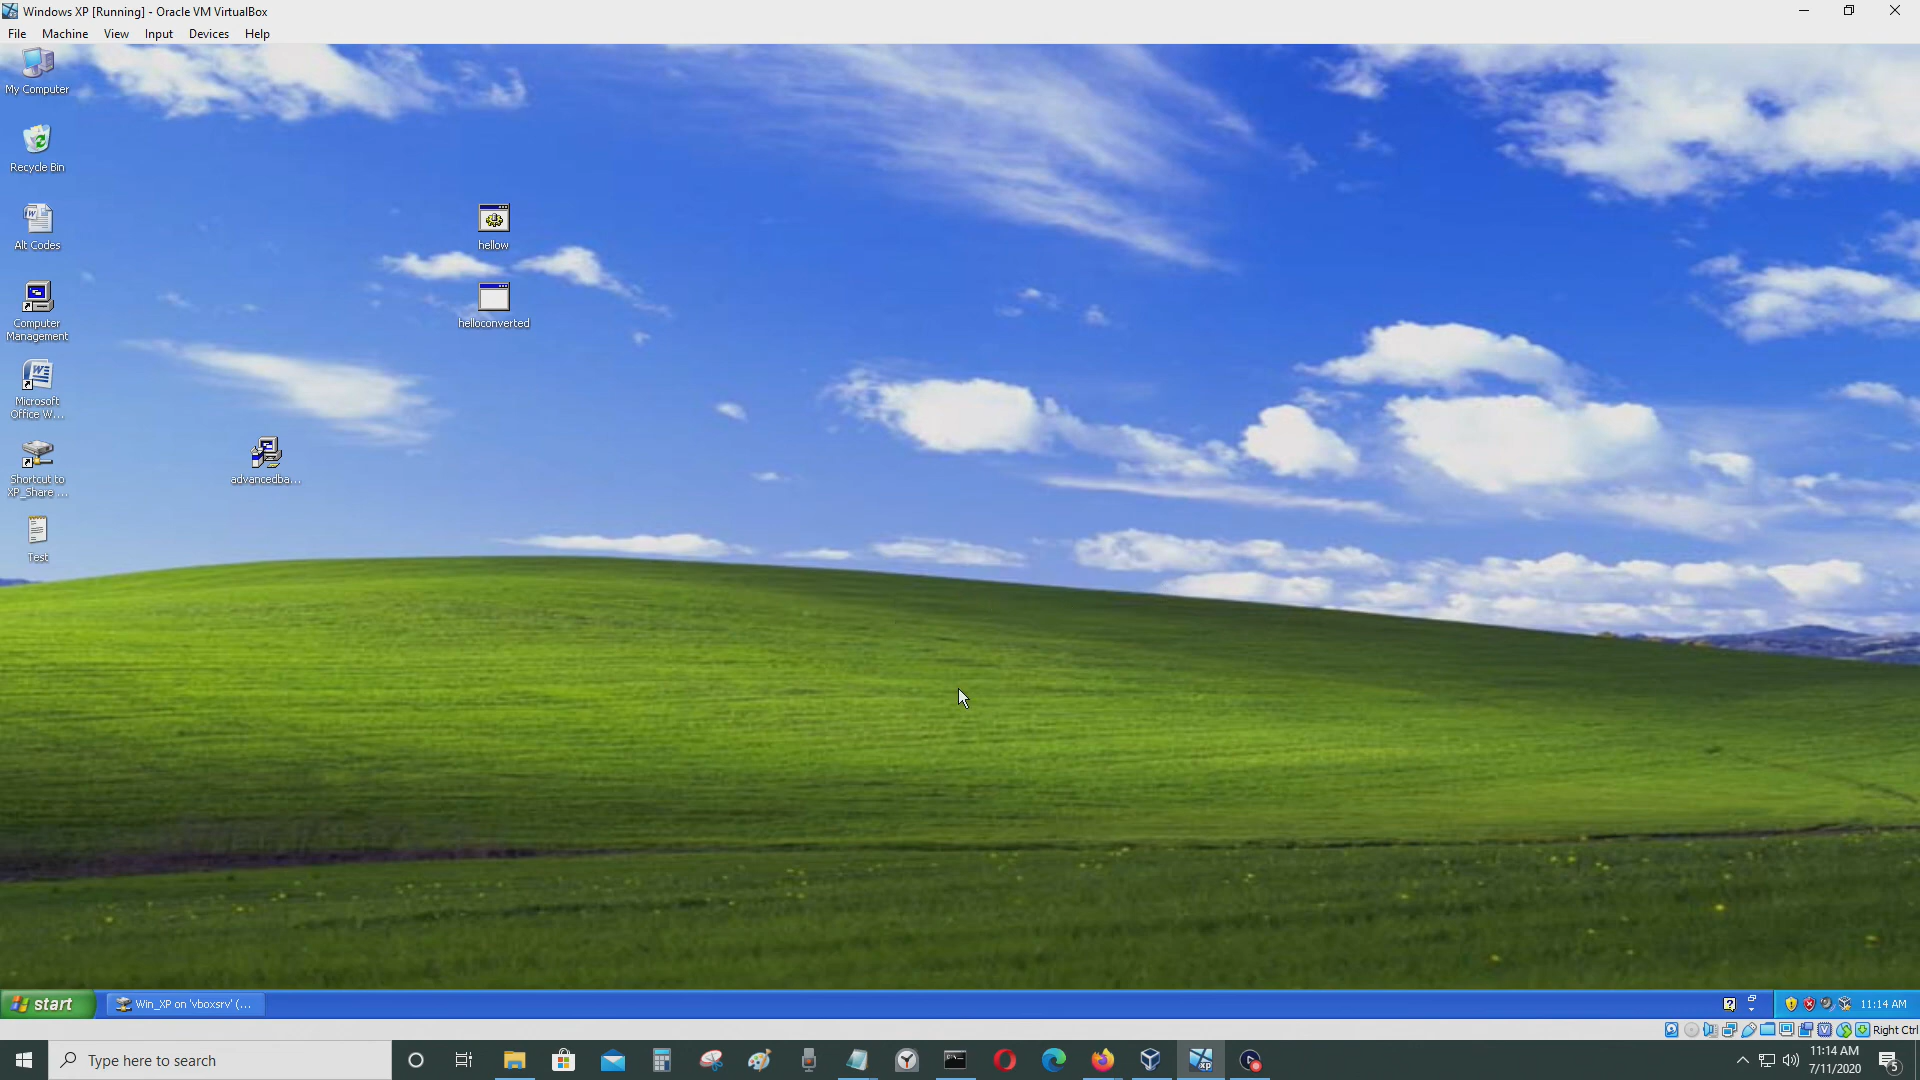 Windows XP [Running] - Oracle VM VirtualBox
File Machine View Input Devices Help
My Computer
Recycle Bin
Alt Codes
Computer
Management
Microsoft
Office W...
Shortcut to
XP_Share ...
Test
hellow
helloconverted
advancedba...
start
Win_XP on 'vboxsrv' (...
11:14 AM
Right Ctrl
Type here to search
11:14 AM
7/11/2020
5